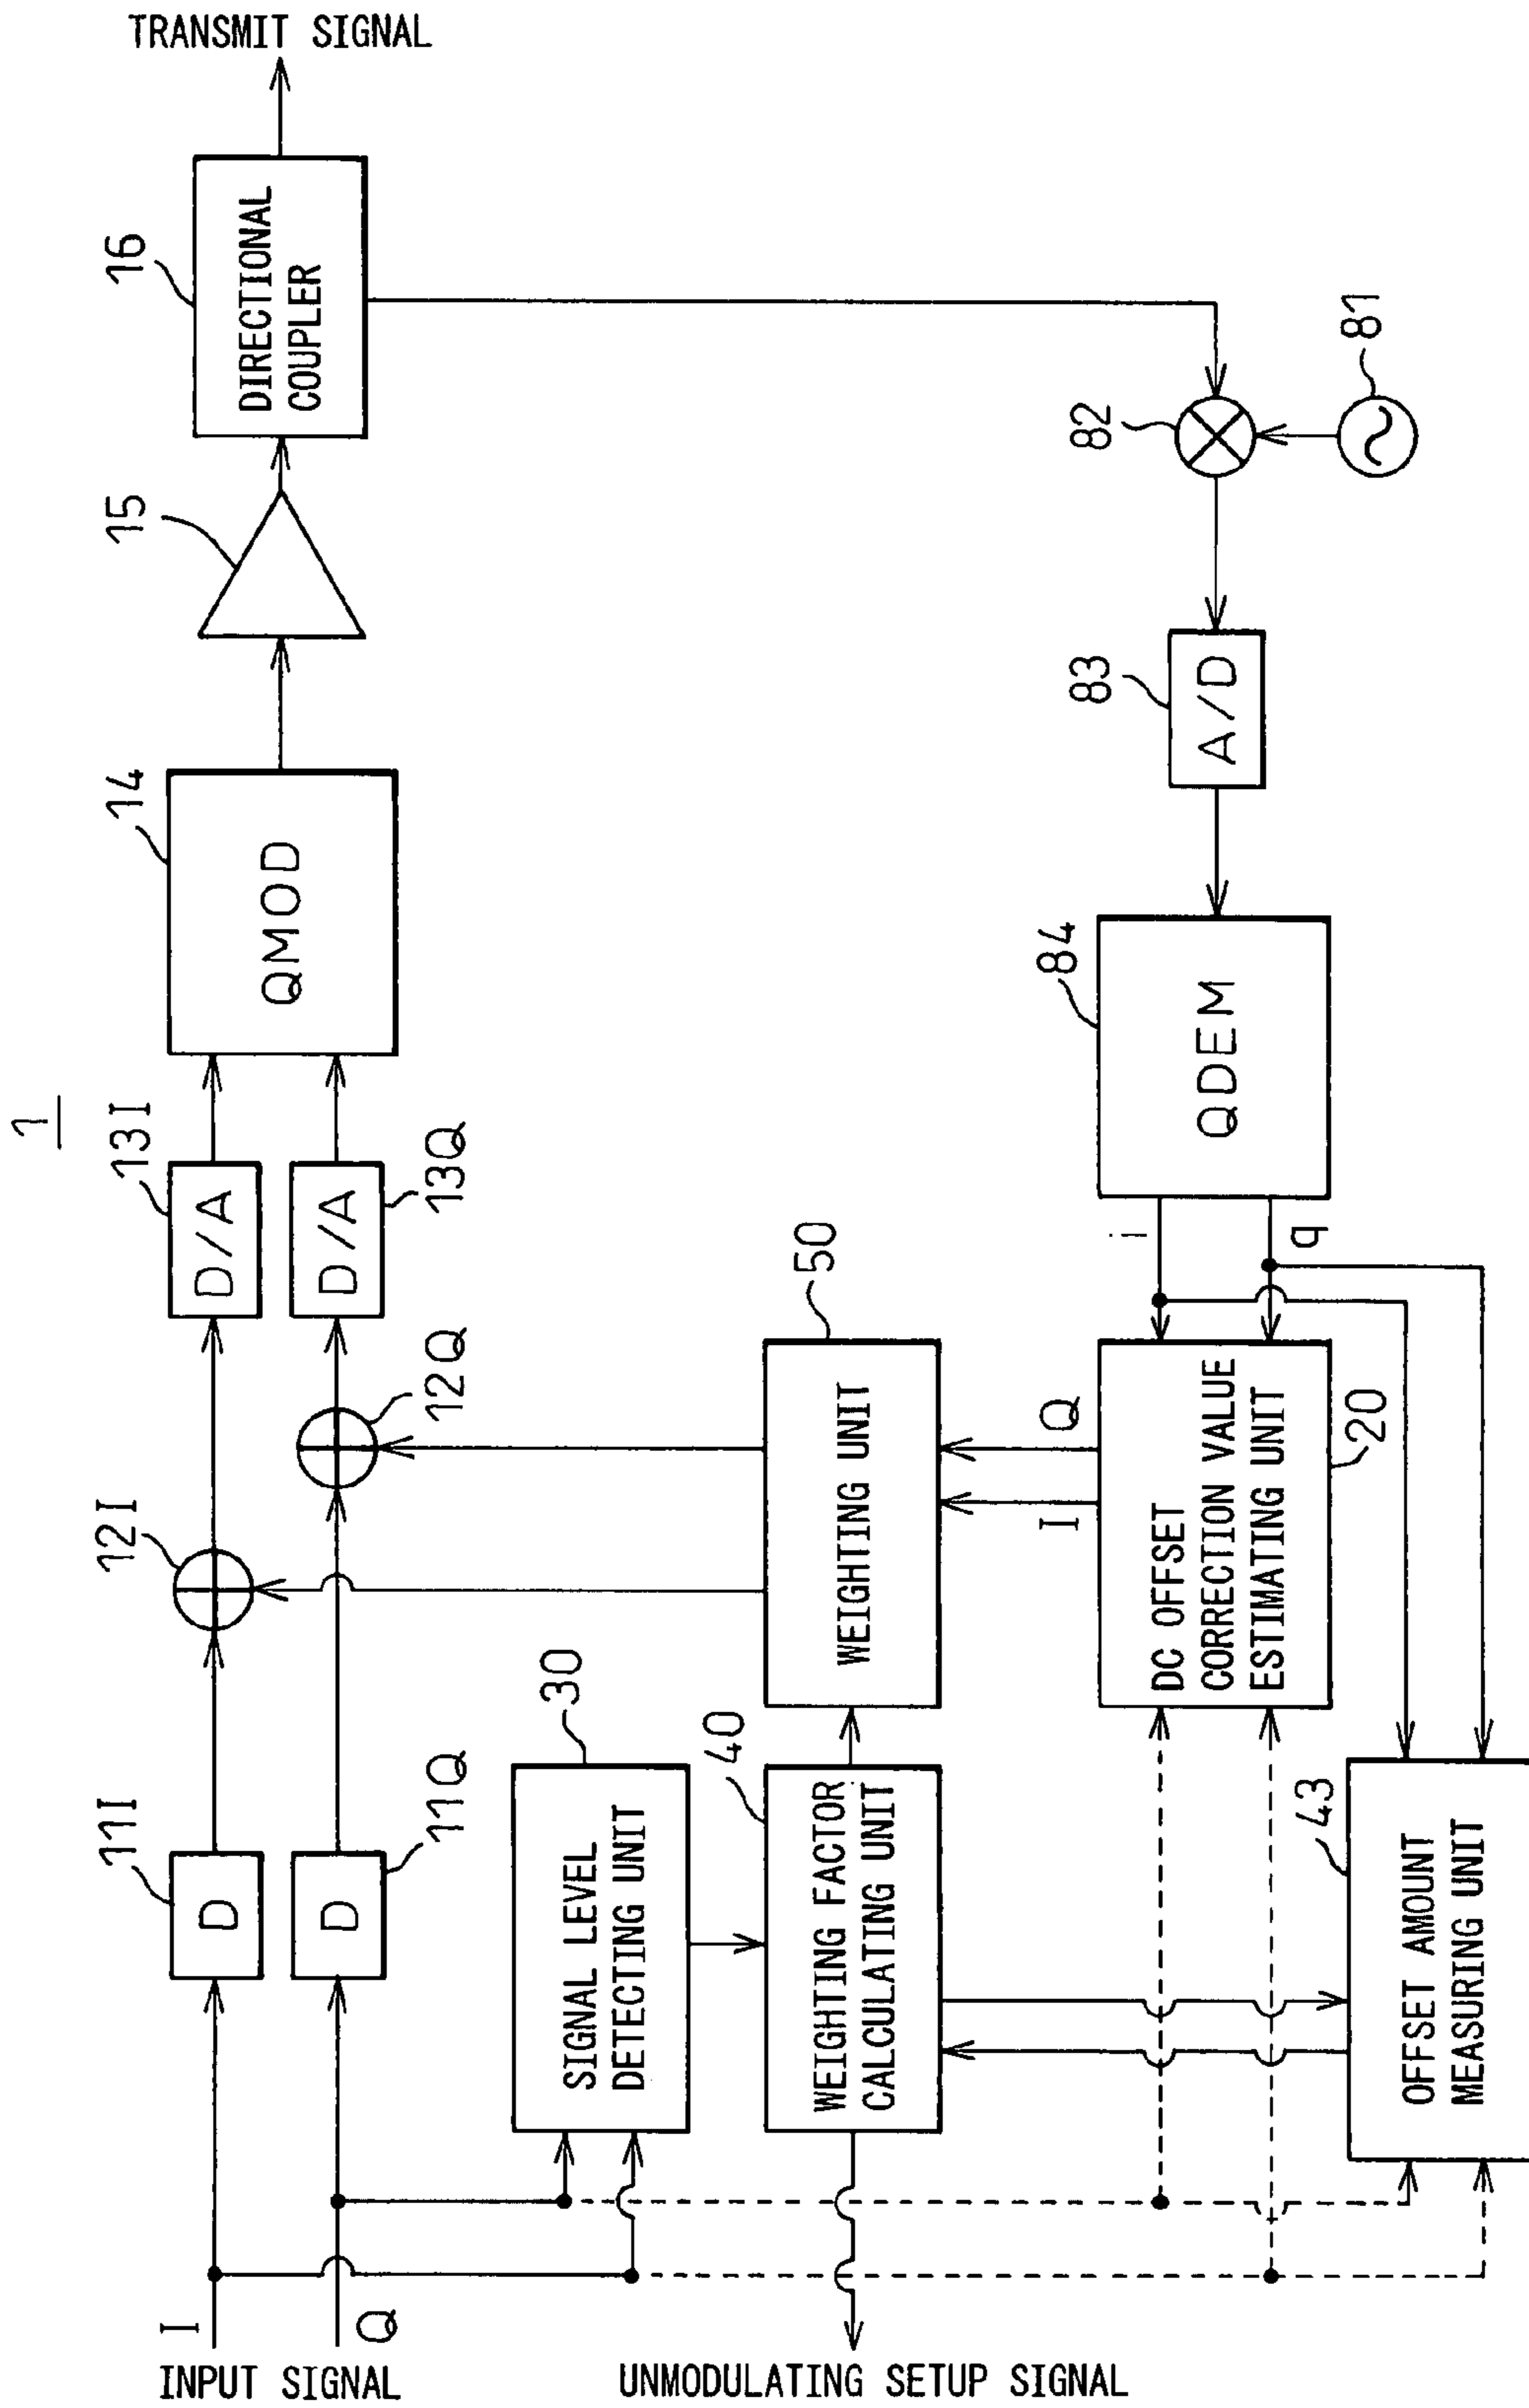 1
INPUT SIGNAL
I
Q
11I
D
11Q
D
12I
12Q
13I
D/A
13Q
D/A
14
QMOD
15
16
DIRECTIONAL
COUPLER
TRANSMIT SIGNAL
30
SIGNAL LEVEL
DETECTING UNIT
40
WEIGHTING FACTOR
CALCULATING UNIT
50
WEIGHTING UNIT
UNMODULATING SETUP SIGNAL
I
Q
DC OFFSET
CORRECTION VALUE
ESTIMATING UNIT
20
i
q
84
QDEM
83
A/D
82
81
43
OFFSET AMOUNT
MEASURING UNIT